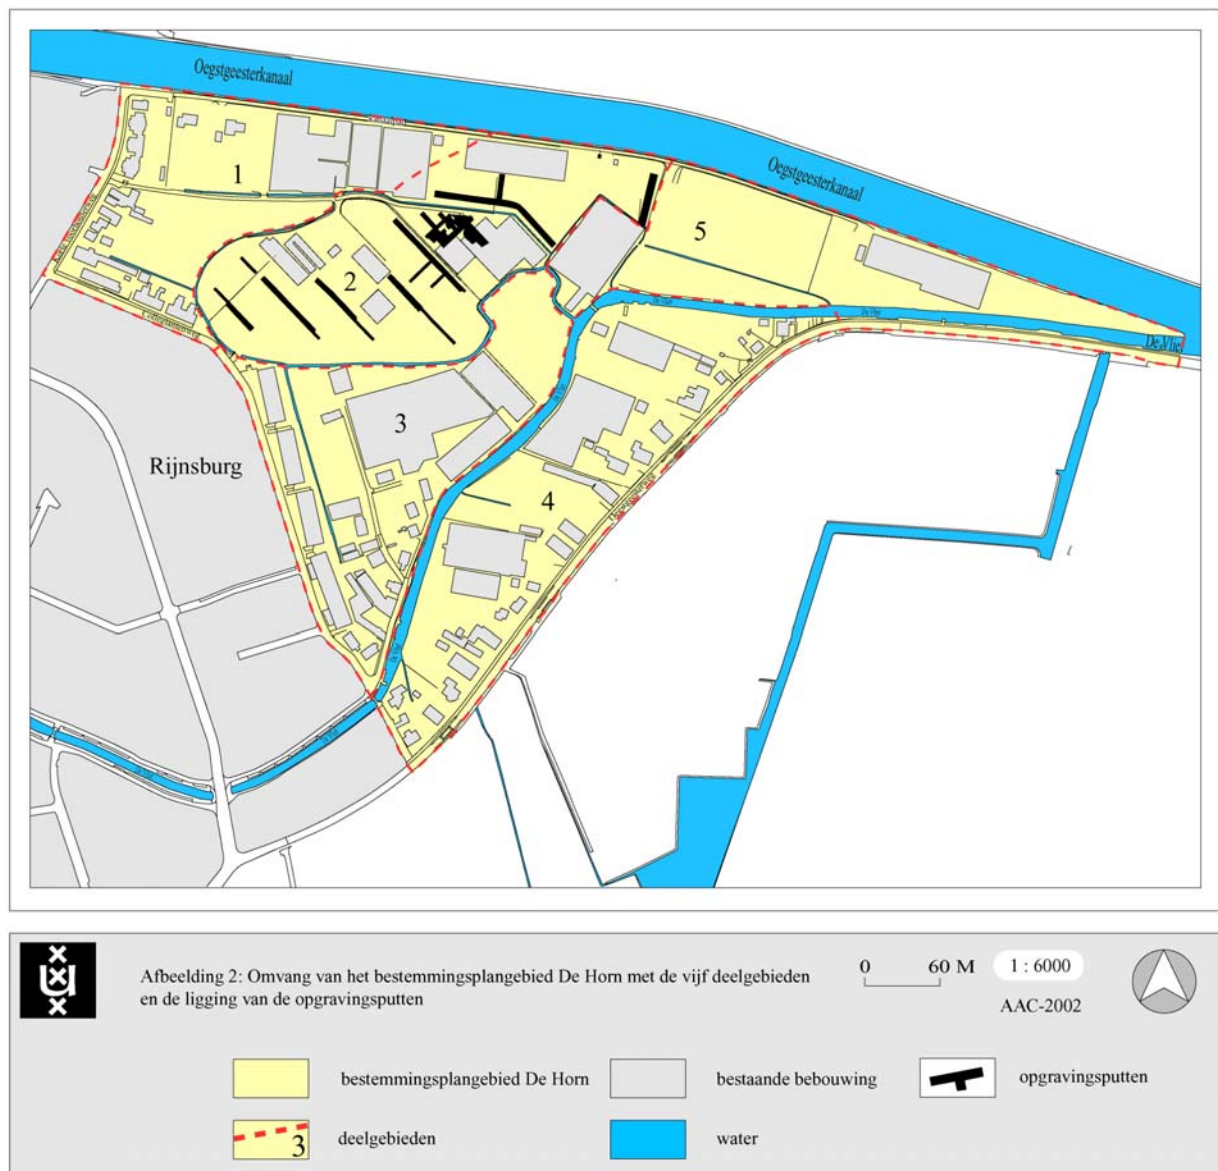 Oegstgeesterkanaal
Oegstgeesterkanaal
1
2
5
De Vliet
3
Rijnsburg
4
Afbeelding 2: Omvang van het bestemmingsplangebied De Horn met de vijf deelgebieden
en de ligging van de opgravingsputten
0 60 M
1 : 6000
AAC-2002
bestemmingsplangebied De Horn
bestaande bebouwing
opgravingsputten
3
deelgebieden
water